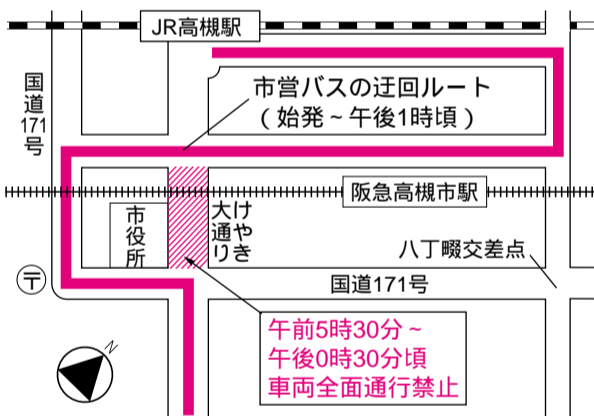 JR高槻駅
国道171号
市営バスの迂回ルート
（始発～午後1時頃）
阪急高槻市駅
市役所
けやき
大通り
八丁畷交差点
〒
国道171号
午前5時30分～
午後0時30分頃
車両全面通行禁止
N